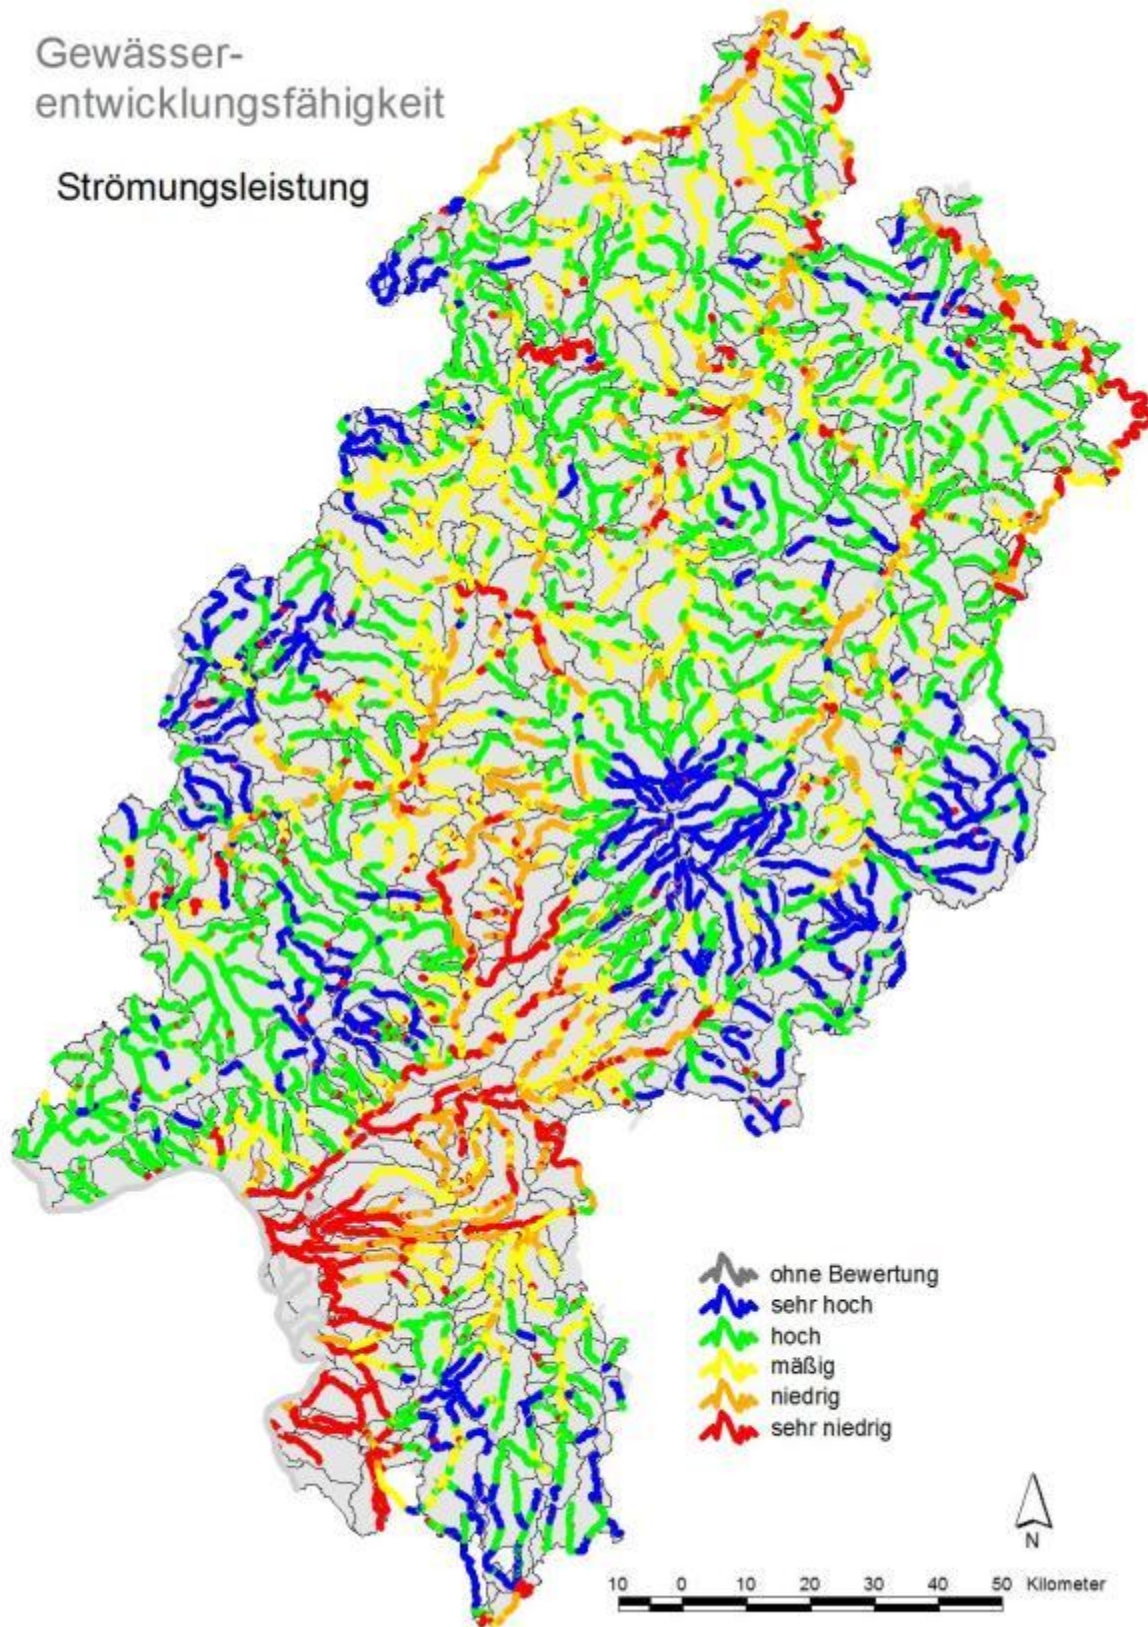 Gewässer-
entwicklungsfähigkeit
Strömungsleistung
ohne Bewertung
sehr hoch
hoch
mäßig
niedrig
sehr niedrig
N
10 0 10 20 30 40 50 Kilometer